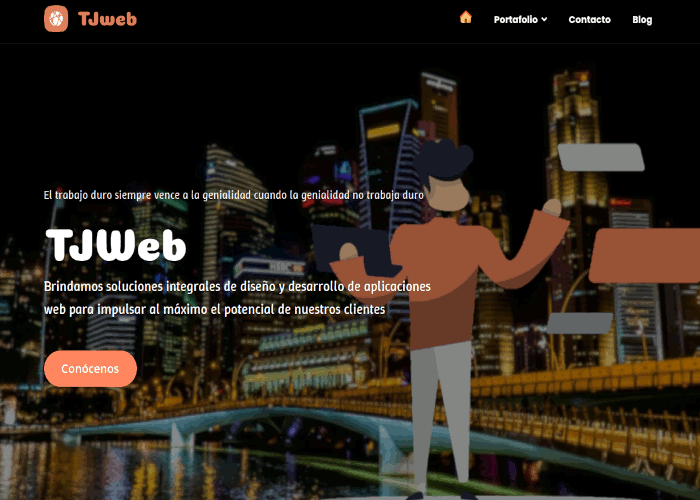 TJweb
Portafolio
Contacto
Blog
El trabajo duro siempre vence a la genialidad cuando la genialidad no trabaja duro
TJWeb
Brindamos soluciones integrales de diseño y desarrollo de aplicaciones
web para impulsar al máximo el potencial de nuestros clientes
Conócenos